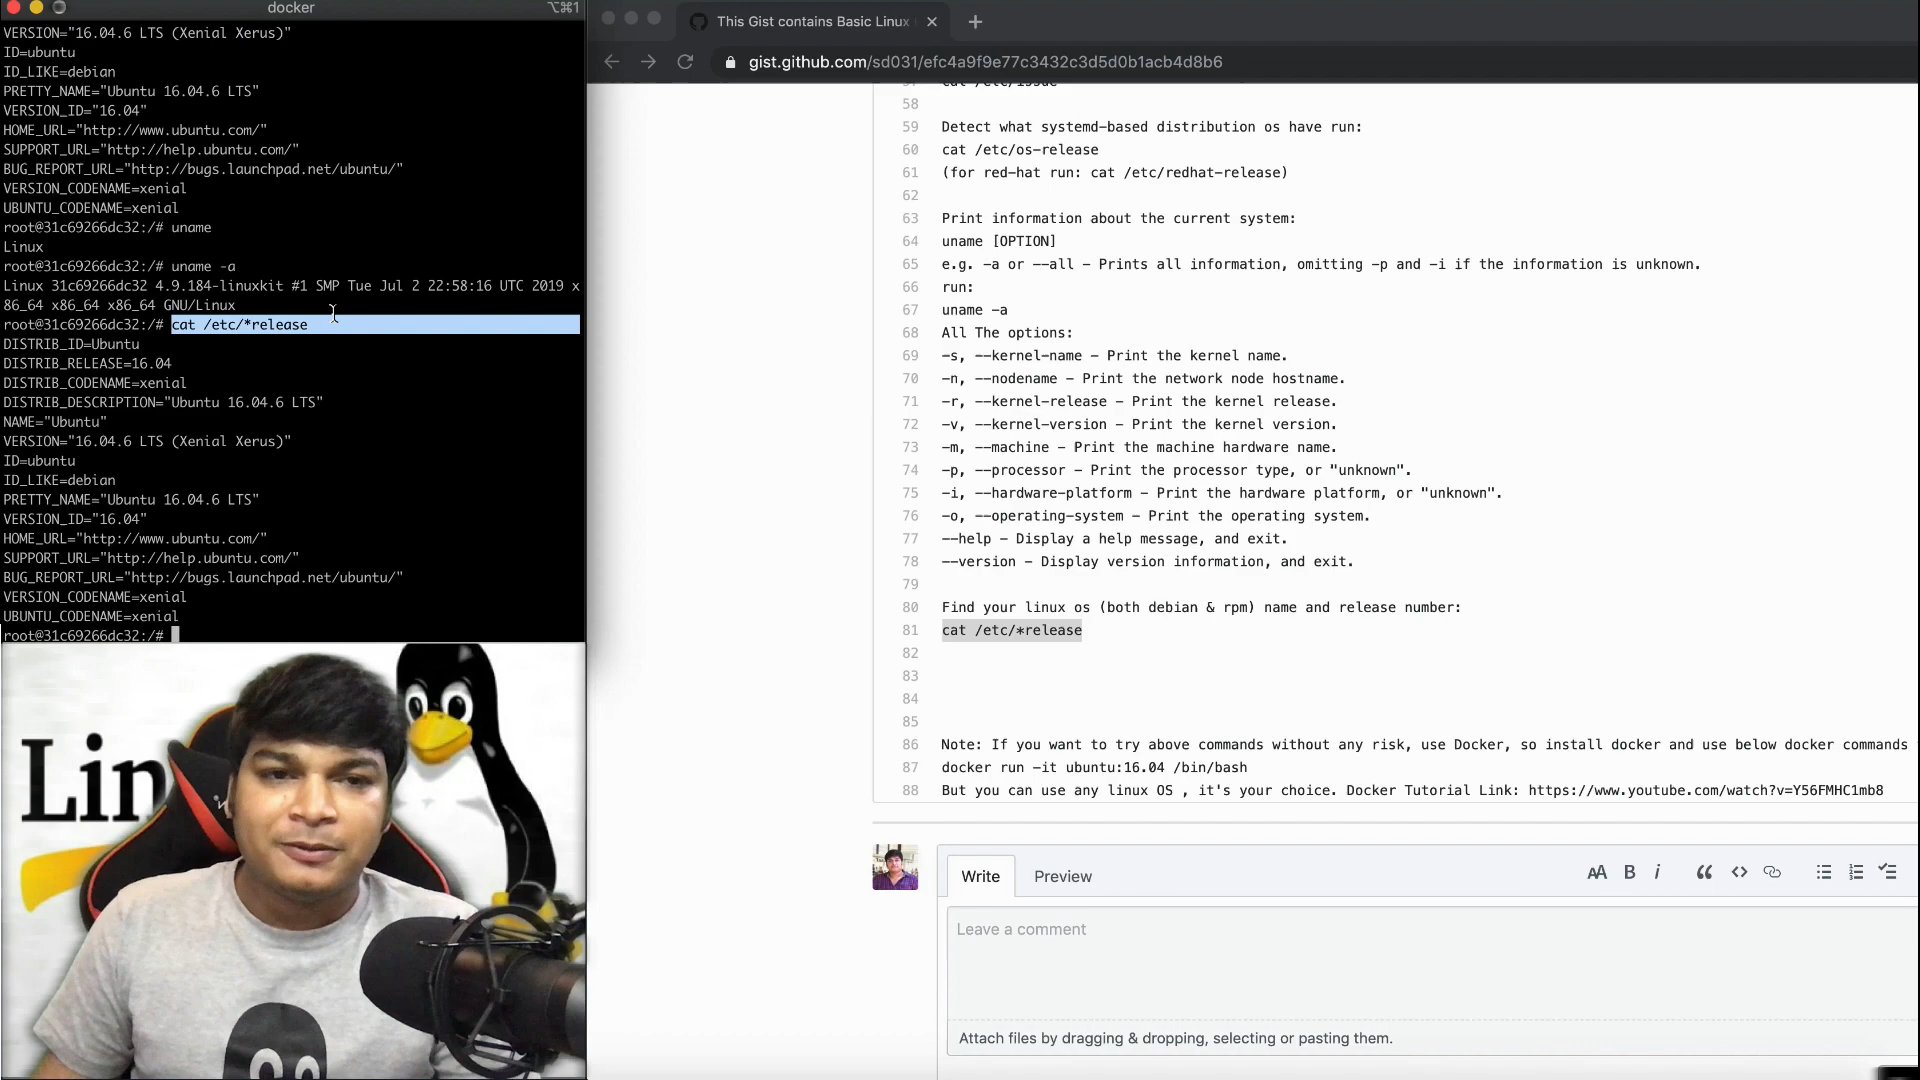 docker
⌥⌘1
VERSION="16.04.6 LTS (Xenial Xerus)"
ID=ubuntu
ID_LIKE=debian
PRETTY_NAME="Ubuntu 16.04.6 LTS"
VERSION_ID="16.04"
HOME_URL="http://www.ubuntu.com/"
SUPPORT_URL="http://help.ubuntu.com/"
BUG_REPORT_URL="http://bugs.launchpad.net/ubuntu/"
VERSION_CODENAME=xenial
UBUNTU_CODENAME=xenial
root@31c69266dc32:/# uname
Linux
root@31c69266dc32:/# uname -a
Linux 31c69266dc32 4.9.184-linuxkit #1 SMP Tue Jul 2 22:58:16 UTC 2019 x
86_64 x86_64 x86_64 GNU/Linux
root@31c69266dc32:/# cat /etc/*release
DISTRIB_ID=Ubuntu
DISTRIB_RELEASE=16.04
DISTRIB_CODENAME=xenial
DISTRIB_DESCRIPTION="Ubuntu 16.04.6 LTS"
NAME="Ubuntu"
VERSION="16.04.6 LTS (Xenial Xerus)"
ID=ubuntu
ID_LIKE=debian
PRETTY_NAME="Ubuntu 16.04.6 LTS"
VERSION_ID="16.04"
HOME_URL="http://www.ubuntu.com/"
SUPPORT_URL="http://help.ubuntu.com/"
BUG_REPORT_URL="http://bugs.launchpad.net/ubuntu/"
VERSION_CODENAME=xenial
UBUNTU_CODENAME=xenial
root@31c69266dc32:/#
Lin
This Gist contains Basic Linux
gist.github.com/sd031/efc4a9f9e77c3432c3d5d0b1acb4d8b6
57 cat /etc/issue
58
59 Detect what systemd-based distribution os have run:
60 cat /etc/os-release
61 (for red-hat run: cat /etc/redhat-release)
62
63 Print information about the current system:
64 uname [OPTION]
65 e.g. -a or --all - Prints all information, omitting -p and -i if the information is unknown.
66 run:
67 uname -a
68 All The options:
69 -s, --kernel-name - Print the kernel name.
70 -n, --nodename - Print the network node hostname.
71 -r, --kernel-release - Print the kernel release.
72 -v, --kernel-version - Print the kernel version.
73 -m, --machine - Print the machine hardware name.
74 -p, --processor - Print the processor type, or "unknown".
75 -i, --hardware-platform - Print the hardware platform, or "unknown".
76 -o, --operating-system - Print the operating system.
77 --help - Display a help message, and exit.
78 --version - Display version information, and exit.
79
80 Find your linux os (both debian & rpm) name and release number:
81 cat /etc/*release
82
83
84
85
86 Note: If you want to try above commands without any risk, use Docker, so install docker and use below docker commands
87 docker run -it ubuntu:16.04 /bin/bash
88 But you can use any linux OS , it's your choice. Docker Tutorial Link: https://www.youtube.com/watch?v=Y56FMHC1mb8
Write
Preview
AA B i
Leave a comment
Attach files by dragging & dropping, selecting or pasting them.